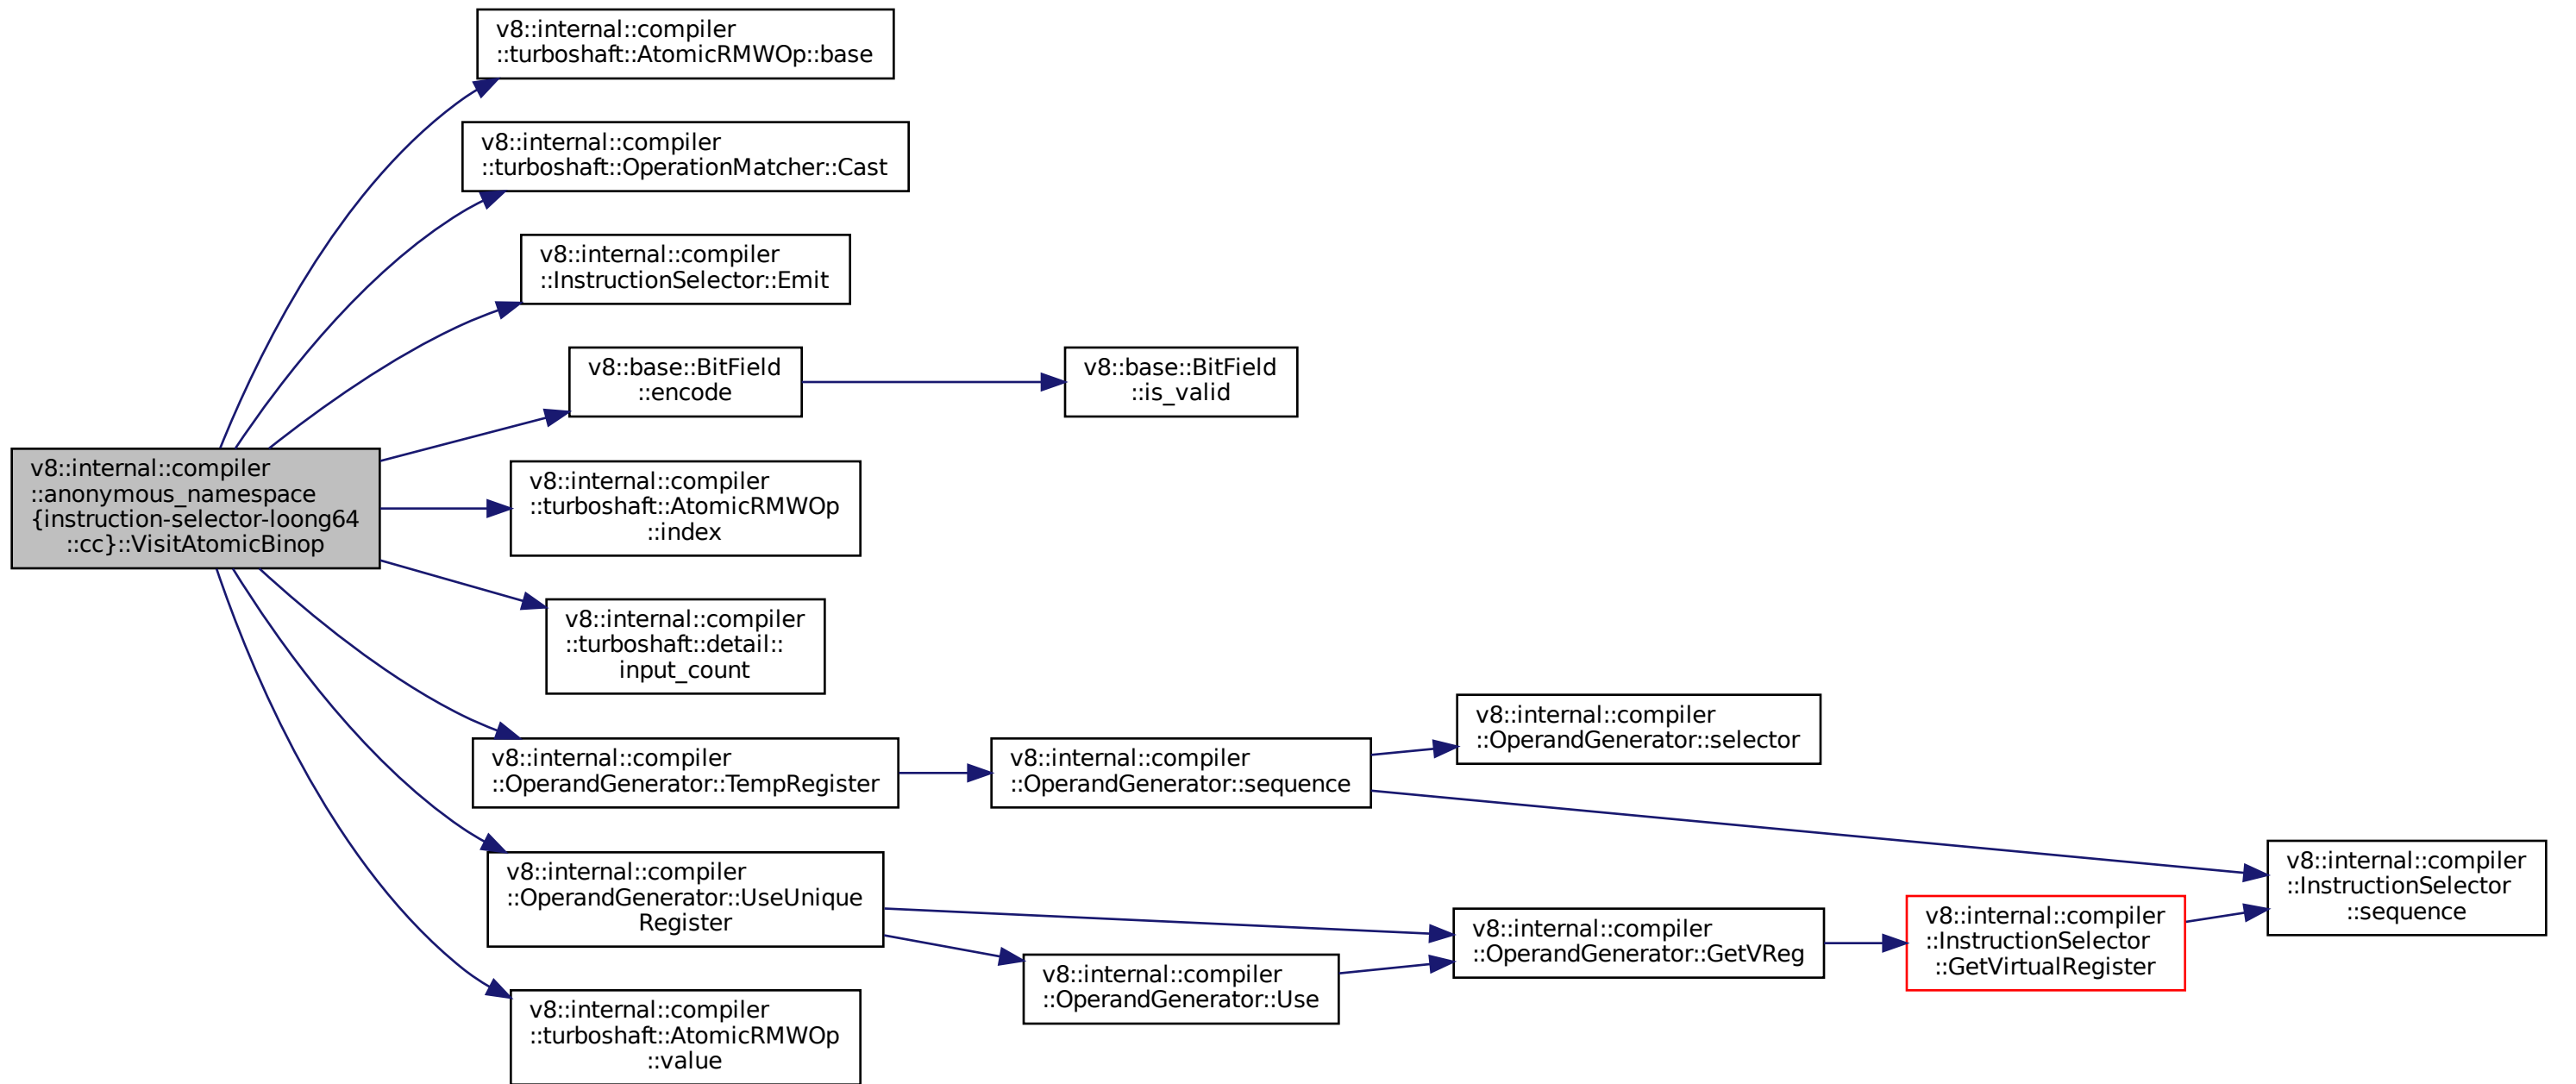 v8::internal::compiler
::turboshaft::AtomicRMWOp::base
v8::internal::compiler
::turboshaft::OperationMatcher::Cast
v8::internal::compiler
::InstructionSelector::Emit
v8::base::BitField
::encode
v8::base::BitField
::is_valid
v8::internal::compiler
::anonymous_namespace
{instruction-selector-loong64
::cc}::VisitAtomicBinop
v8::internal::compiler
::turboshaft::AtomicRMWOp
::index
v8::internal::compiler
::turboshaft::detail::
input_count
v8::internal::compiler
::OperandGenerator::TempRegister
v8::internal::compiler
::OperandGenerator::sequence
v8::internal::compiler
::OperandGenerator::selector
v8::internal::compiler
::OperandGenerator::UseUnique
Register
v8::internal::compiler
::OperandGenerator::Use
v8::internal::compiler
::OperandGenerator::GetVReg
v8::internal::compiler
::InstructionSelector
::GetVirtualRegister
v8::internal::compiler
::InstructionSelector
::sequence
v8::internal::compiler
::turboshaft::AtomicRMWOp
::value